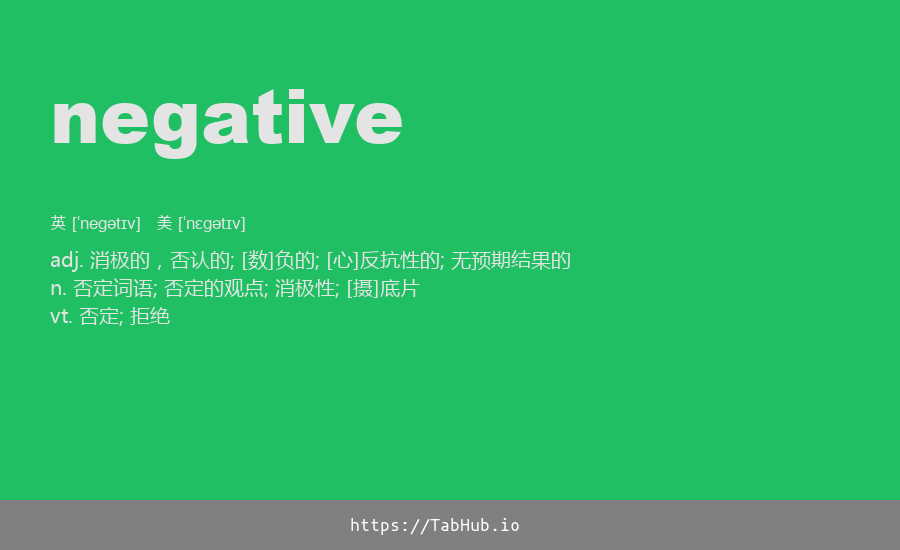 negative
英 [ˈneɡətɪv] 美 [ˈnɛɡətɪv]
adj. 消极的，否认的; [数]负的; [心]反抗性的; 无预期结果的
n. 否定词语; 否定的观点; 消极性; [摄]底片
vt. 否定; 拒绝
https://TabHub.io